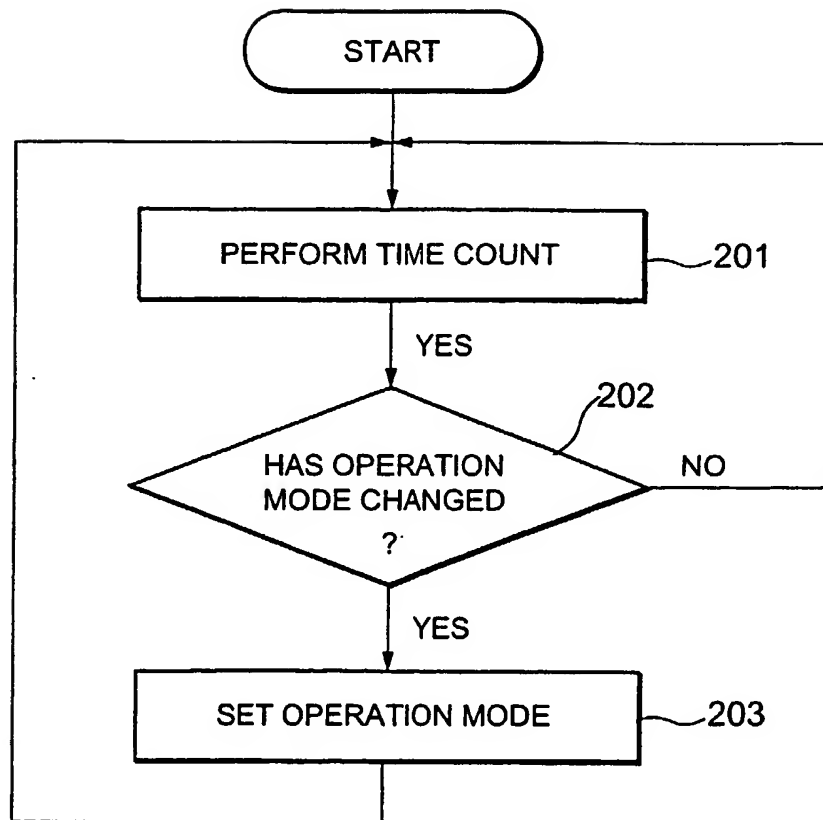 START
PERFORM TIME COUNT
201
YES
202
HAS OPERATION
MODE CHANGED
?
NO
YES
SET OPERATION MODE
203